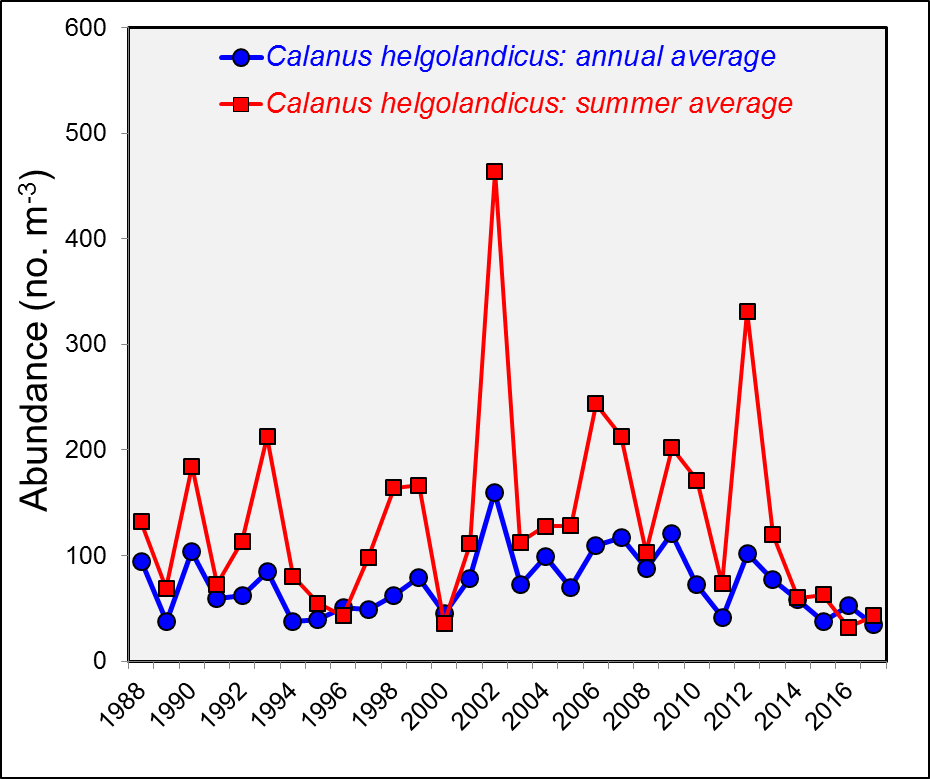 600
Calanus helgolandicus: annual average
Calanus helgolandicus: summer average
500
400
300
200
100
0
Abundance (no. m-3)
1988 1990 1992 1994 1996 1998 2000 2002 2004 2006 2008 2010 2012 2014 2016